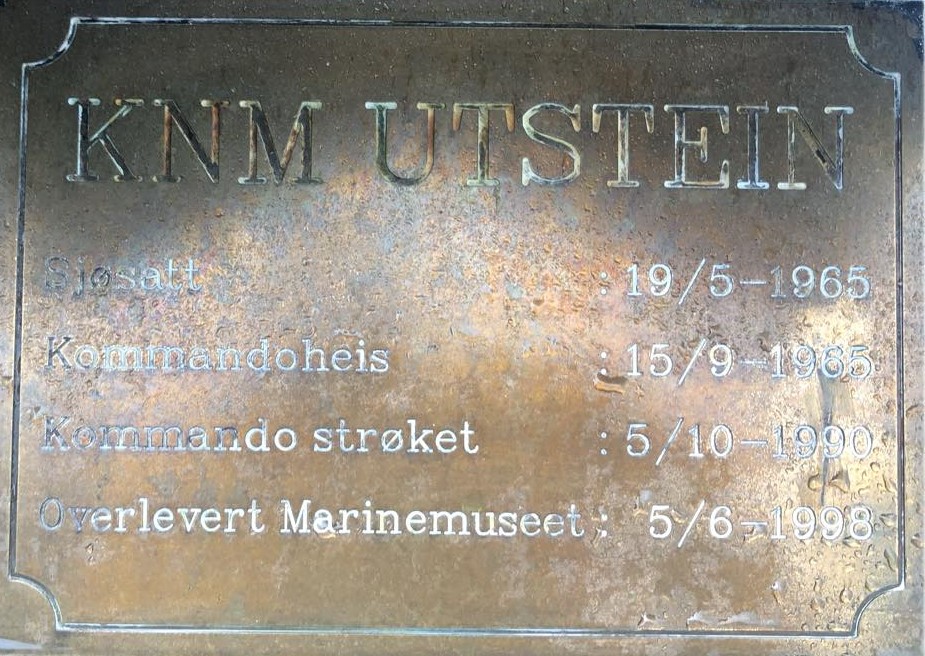 KNM UTSTEIN
Sjøsatt : 19/5-1965
Kommandoheis : 15/9-1965
Kommando strøket : 5/10-1990
Overlevert Marinemuseet : 5/6-1998